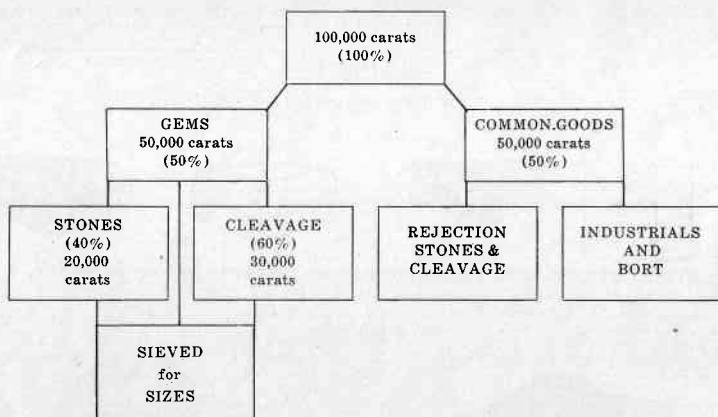 100,000 carats
(100%)
GEMS
50,000 carats
(50%)
COMMON.GOODS
50,000 carats
(50%)
STONES
(40%)
20,000
carats
CLEAVAGE
(60%)
30,000
carats
REJECTION
STONES &
CLEAVAGE
INDUSTRIALS
AND
BORT
SIEVED
for
SIZES